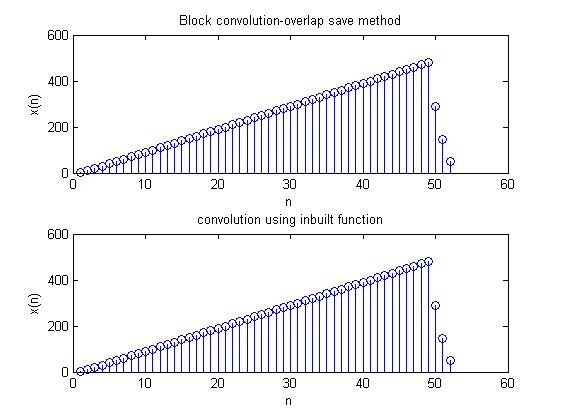 Block convolution-overlap save method
600
400
200
0
x(n)
0 10 20 30 40 50 60
n
convolution using inbuilt function
600
400
200
0
x(n)
0 10 20 30 40 50 60
n